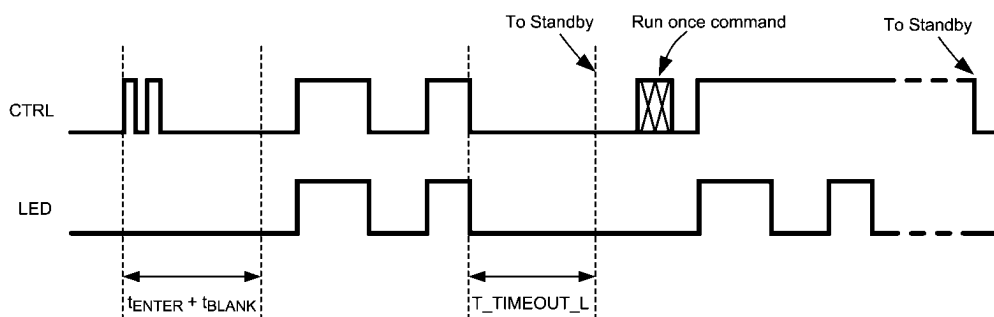 To Standby
Run once command
To Standby
CTRL
LED
tENTER + tBLANK
T_TIMEOUT_L